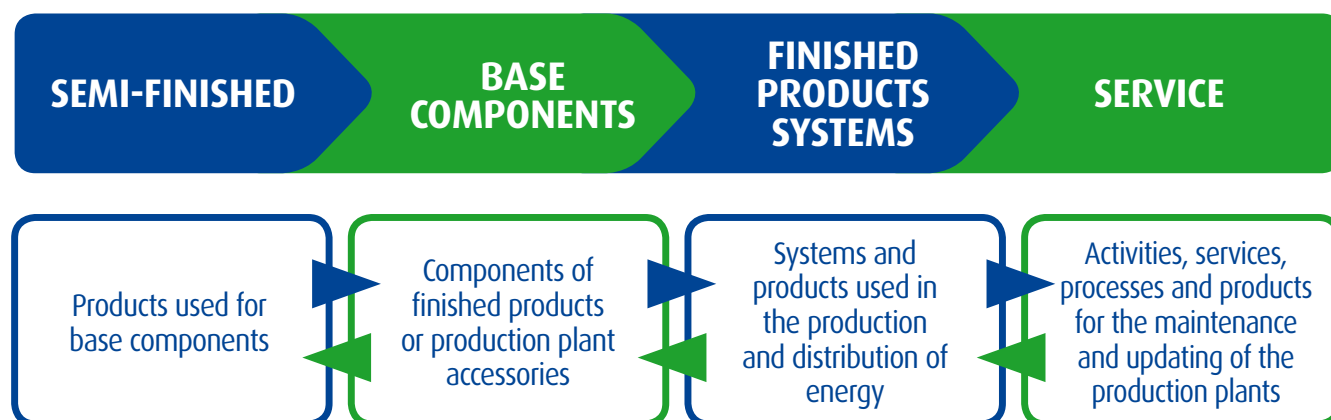 SEMI-FINISHED
BASE
COMPONENTS
FINISHED
PRODUCTS
SYSTEMS
SERVICE
Products used for
base components
Components of
finished products
or production plant
accessories
Systems and
products used in
the production
and distribution of
energy
Activities, services,
processes and products
for the maintenance
and updating of the
production plants